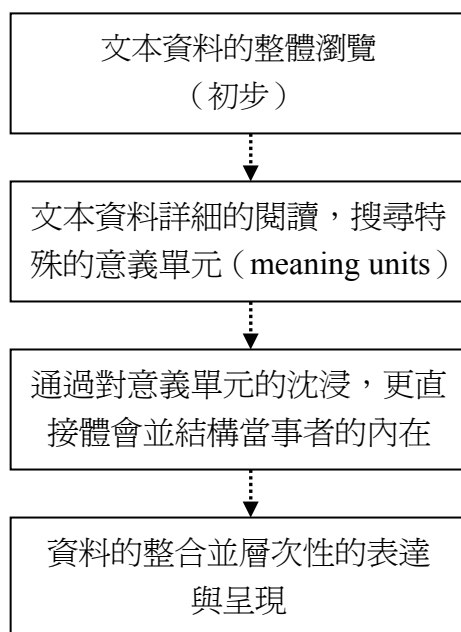 文本資料的整體瀏覽
（初步）
文本資料詳細的閱讀，搜尋特
殊的意義單元（meaning units）
通過對意義單元的沈浸，更直
接體會並結構當事者的內在
資料的整合並層次性的表達
與呈現